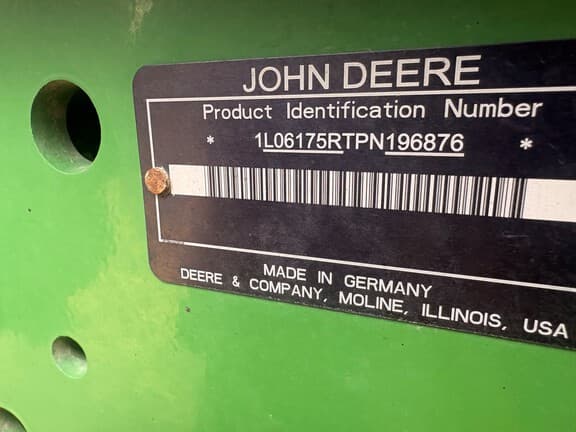 JOHN DEERE
Product Identification Number
* 1L06175RTPN196876 *
MADE IN GERMANY
DEERE & COMPANY, MOLINE, ILLINOIS, USA